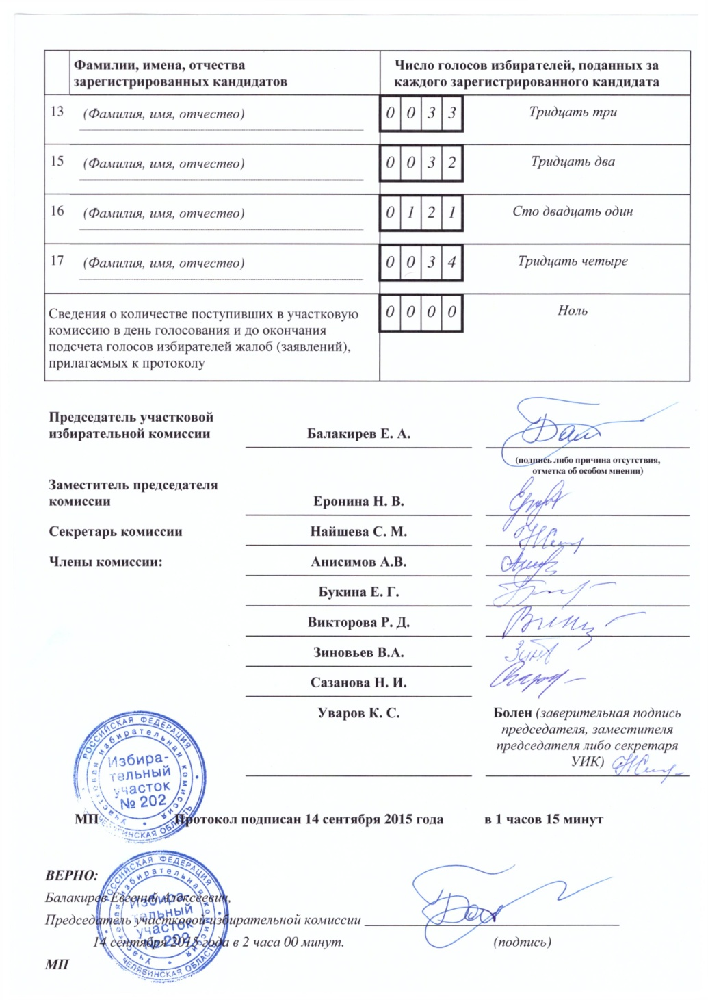 Фамилии, имена, отчества
зарегистрированных кандидатов
Число голосов избирателей, поданных за
каждого зарегистрированного кандидата
13 (Фамилия, имя, отчество) 0 0 3 3 Тридцать три
15 (Фамилия, имя, отчество) 0 0 3 2 Тридцать два
16 (Фамилия, имя, отчество) 0 1 2 1 Сто двадцать один
17 (Фамилия, имя, отчество) 0 0 3 4 Тридцать четыре
Сведения о количестве поступивших в участковую
комиссию в день голосования и до окончания
подсчета голосов избирателей жалоб (заявлений),
прилагаемых к протоколу
0 0 0 0 Ноль
Председатель участковой
избирательной комиссии Балакирев Е. А.
(подпись либо причина отсутствия,
отметка об особом мнении)
Заместитель председателя
комиссии Еронина Н. В.
Секретарь комиссии Найшева С. М.
Члены комиссии: Анисимов А.В.
Букина Е. Г.
Викторова Р. Д.
Зиновьев В.А.
Сазанова Н. И.
Уваров К. С. Болен (заверительная подпись
председателя, заместителя
председателя либо секретаря
УИК)
РОССИЙСКАЯ ФЕДЕРАЦИЯ
Участковая избирательная комиссия
Избира-
тельный
участок
№ 202
ЧЕЛЯБИНСКАЯ ОБЛАСТЬ
МП Протокол подписан 14 сентября 2015 года в 1 часов 15 минут
ВЕРНО:
Балакирев Евгений Алексеевич,
Председатель участковой избирательной комиссии
14 сентября 2015 года в 2 часа 00 минут. (подпись)
МП
РОССИЙСКАЯ ФЕДЕРАЦИЯ
Участковая избирательная комиссия
Избира-
тельный
участок
№ 202
ЧЕЛЯБИНСКАЯ ОБЛАСТЬ